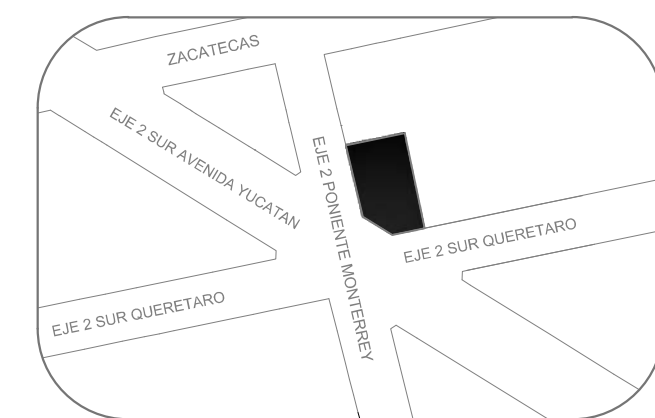 ZACATECAS
EJE 2 SUR AVENIDA YUCATAN
EJE 2 PONIENTE MONTERREY
EJE 2 SUR QUERETARO
EJE 2 SUR QUERETARO